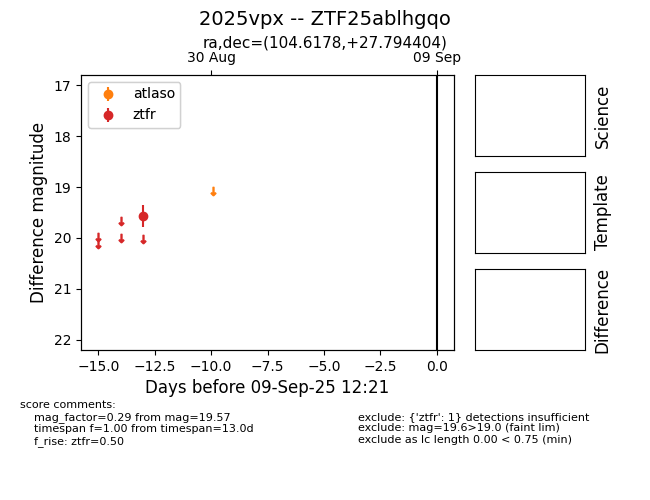 2025vpx -- ZTF25ablhgqo
ra,dec=(104.6178,+27.794404)
30 Aug
09 Sep
atlaso
ztfr
17
18
19
20
21
22
Difference magnitude
−15.0
−12.5
−10.0
−7.5
−5.0
−2.5
0.0
Days before 09-Sep-25 12:21
Science
Template
Difference
score comments:
mag_factor=0.29 from mag=19.57
timespan f=1.00 from timespan=13.0d
f_rise: ztfr=0.50
exclude: {'ztfr': 1} detections insufficient
exclude: mag=19.6>19.0 (faint lim)
exclude as lc length 0.00 < 0.75 (min)